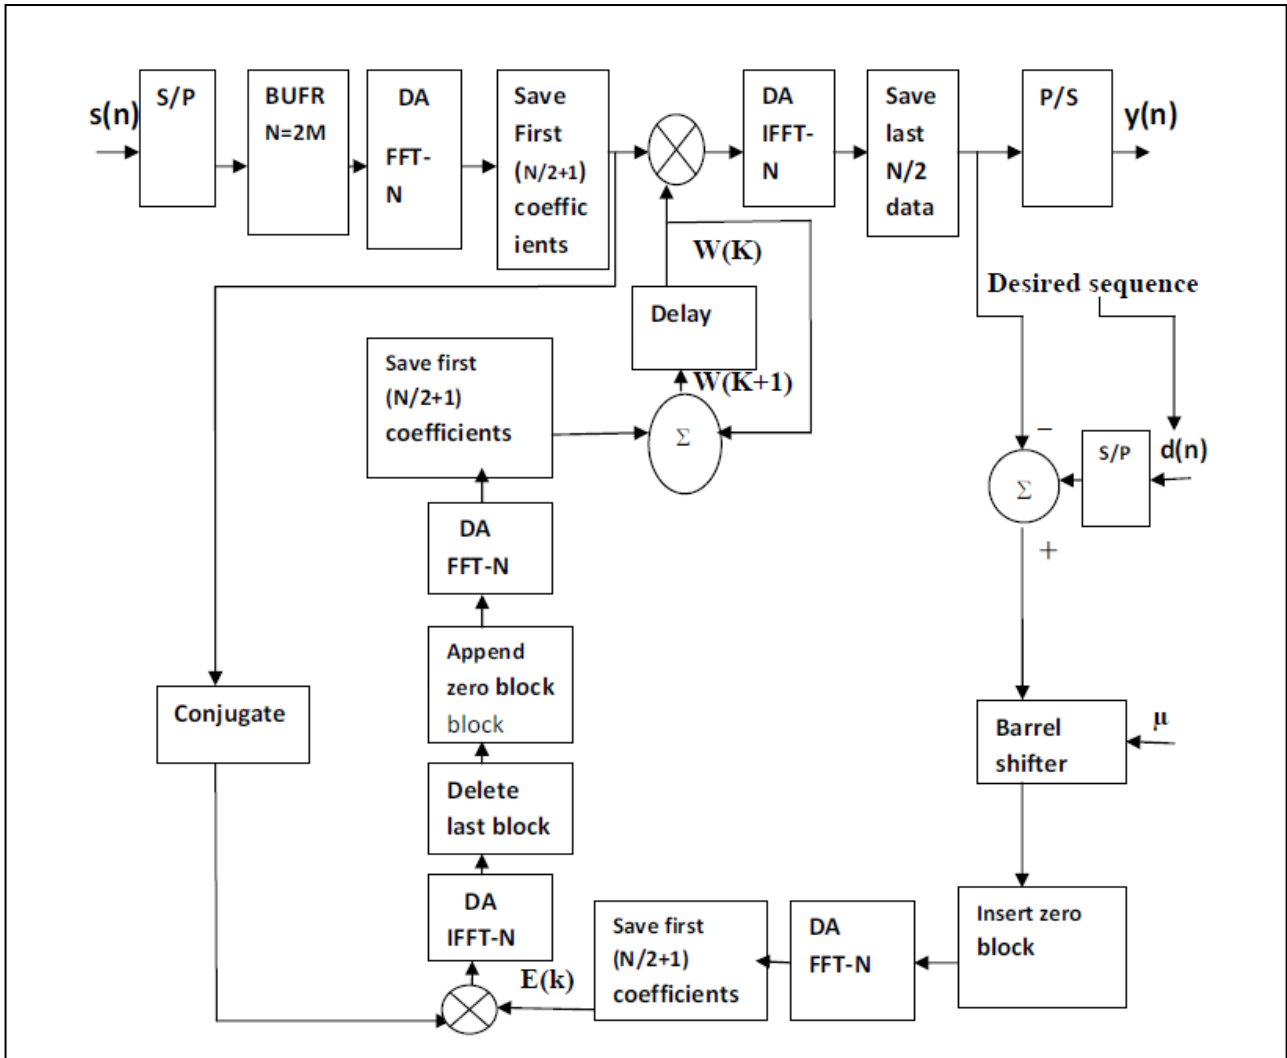 s(n)
S/P
BUFR
N=2M
DA
FFT-
N
Save
First
(N/2+1)
coeffic
ients
DA
IFFT-
N
Save
last
N/2
data
P/S
y(n)
W(K)
Delay
W(K+1)
Σ
Desired sequence
Save first
(N/2+1)
coefficients
−
S/P
d(n)
Σ
+
DA
FFT-N
Append
zero block
block
Conjugate
Barrel
shifter
μ
Delete
last block
DA
IFFT-N
E(k)
Save first
(N/2+1)
coefficients
DA
FFT-N
Insert zero
block